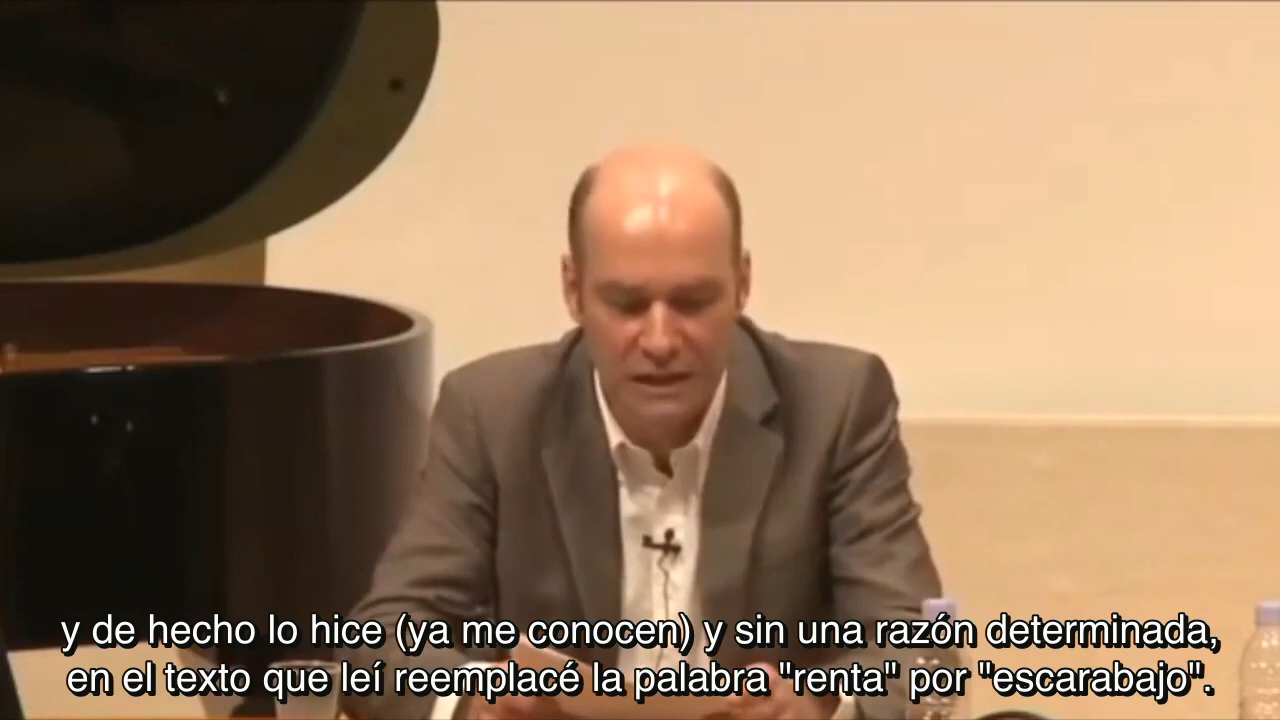 y de hecho lo hice (ya me conocen) y sin una razón determinada,
en el texto que leí reemplacé la palabra "renta" por "escarabajo".